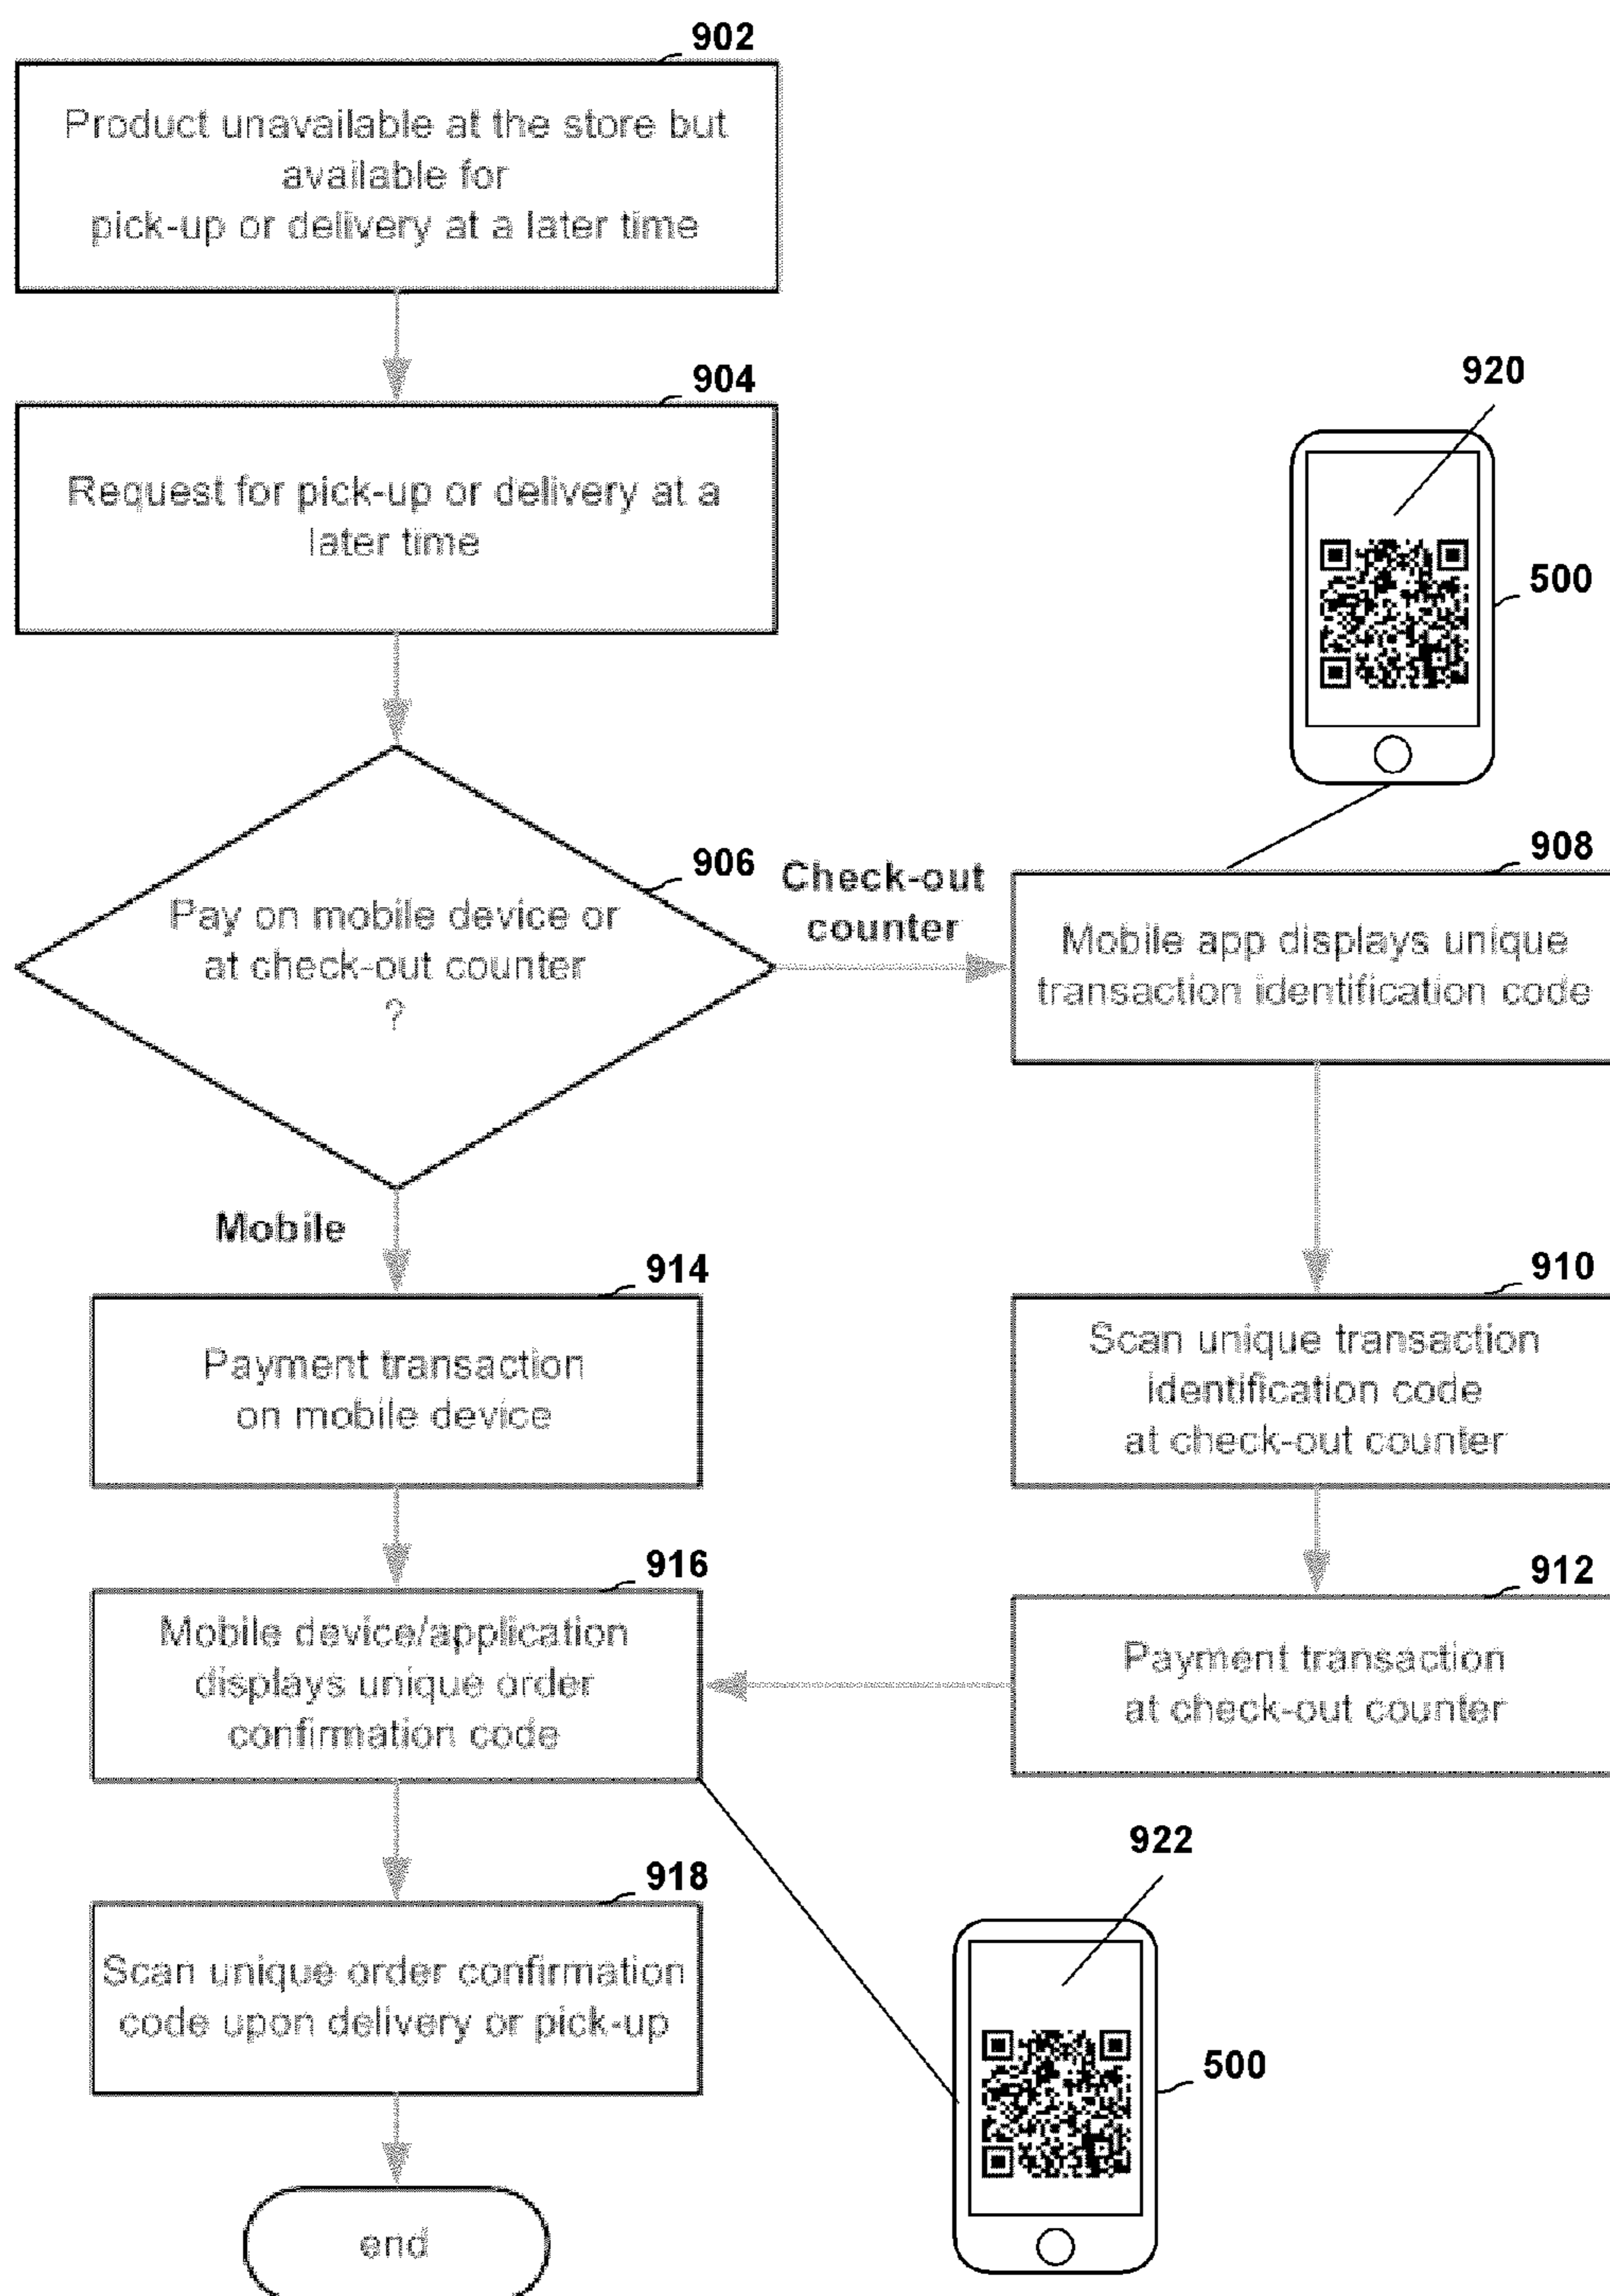 902
Product unavailable at the store but
available for
pick-up or delivery at a later time
904
Request for pick-up or delivery at a
later time
920
500
906
Pay on mobile device or
at check-out counter
?
Check-out
counter
908
Mobile app displays unique
transaction identification code
Mobile
914
Payment transaction
on mobile device
910
Scan unique transaction
identification code
at check-out counter
916
Mobile device/application
displays unique order
confirmation code
912
Payment transaction
at check-out counter
918
Scan unique order confirmation
code upon delivery or pick-up
922
500
end